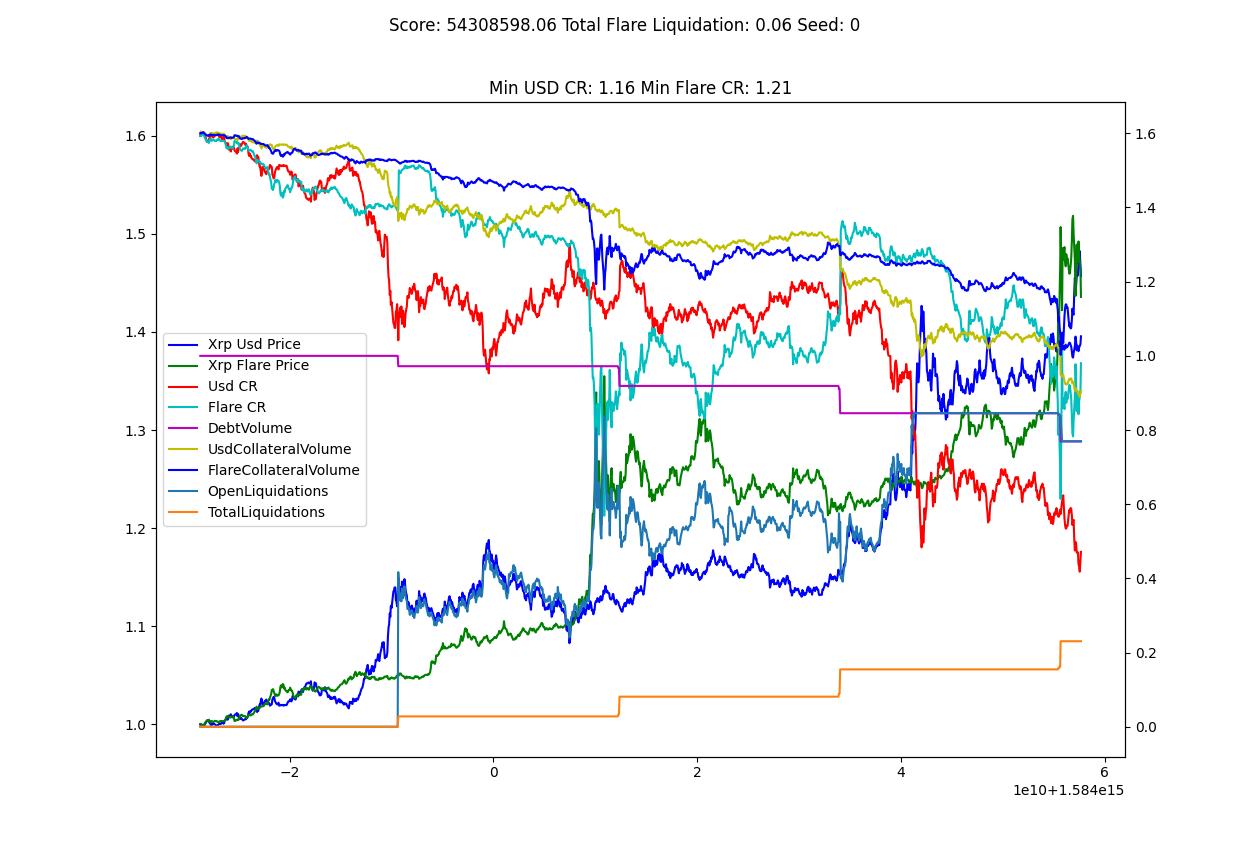 Score: 54308598.06 Total Flare Liquidation: 0.06 Seed: 0
Min USD CR: 1.16 Min Flare CR: 1.21
1.6
1.5
1.4
1.3
1.2
1.1
1.0
Xrp Usd Price
Xrp Flare Price
Usd CR
Flare CR
DebtVolume
UsdCollateralVolume
FlareCollateralVolume
OpenLiquidations
TotalLiquidations
1.6
1.4
1.2
1.0
0.8
0.6
0.4
0.2
0.0
−2 0 2 4 6
1e10+1.584e15